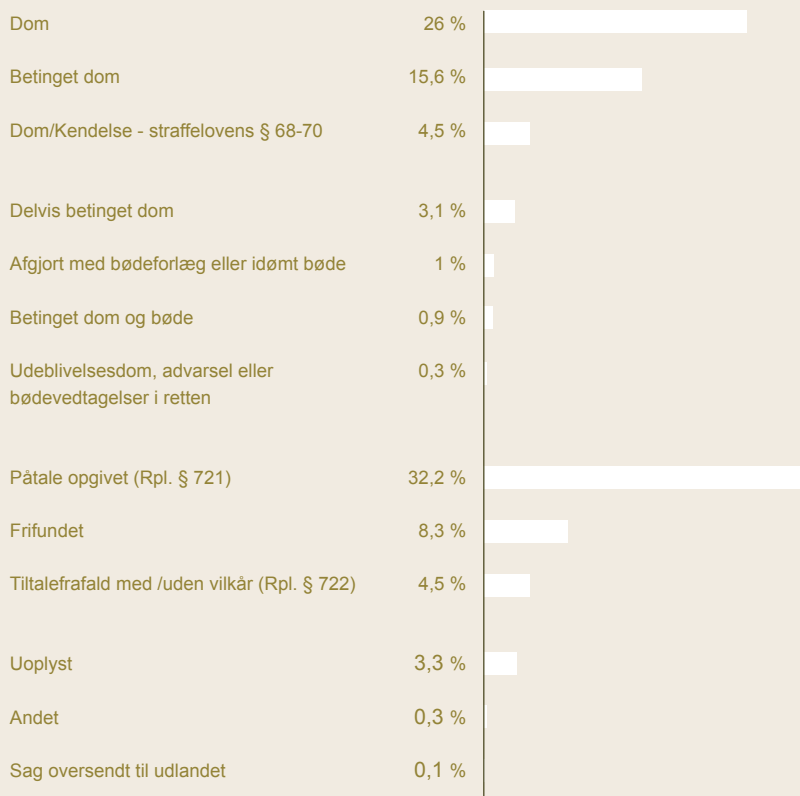 Dom 26 %
Betinget dom 15,6 %
Dom/Kendelse - straffelovens § 68-70 4,5 %
Delvis betinget dom 3,1 %
Afgjort med bødeforlæg eller idømt bøde 1 %
Betinget dom og bøde 0,9 %
Udeblivelsesdom, advarsel eller 0,3 %
bødevedtagelser i retten
Påtale opgivet (Rpl. § 721) 32,2 %
Frifundet 8,3 %
Tiltalefrafald med /uden vilkår (Rpl. § 722) 4,5 %
Uoplyst 3,3 %
Andet 0,3 %
Sag oversendt til udlandet 0,1 %